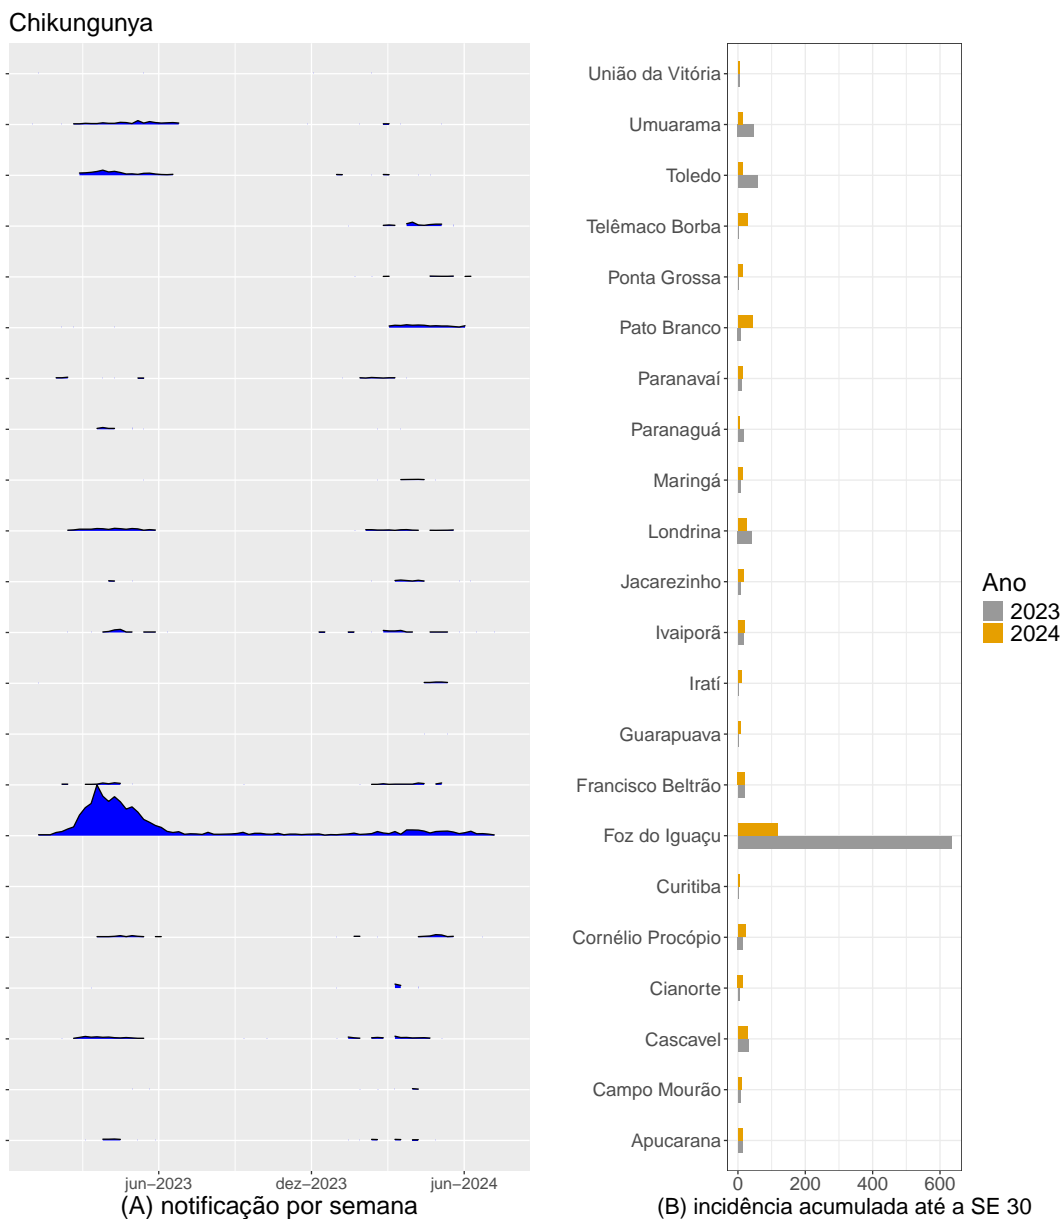 Chikungunya
União da Vitória
Umuarama
Toledo
Telêmaco Borba
Ponta Grossa
Pato Branco
Paranavaí
Paranaguá
Maringá
Londrina
Jacarezinho
Ivaiporã
Iratí
Guarapuava
Francisco Beltrão
Foz do Iguaçu
Curitiba
Cornélio Procópio
Cianorte
Cascavel
Campo Mourão
Apucarana
jun−2023 dez−2023 jun−2024
(A) notificação por semana
0 200 400 600
(B) incidência acumulada até a SE 30
Ano
2023
2024